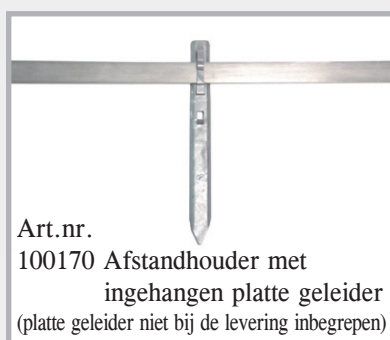 Art.nr.
100170 Afstandhouder met
ingehangen platte geleider
(platte geleider niet bij de levering inbegrepen)